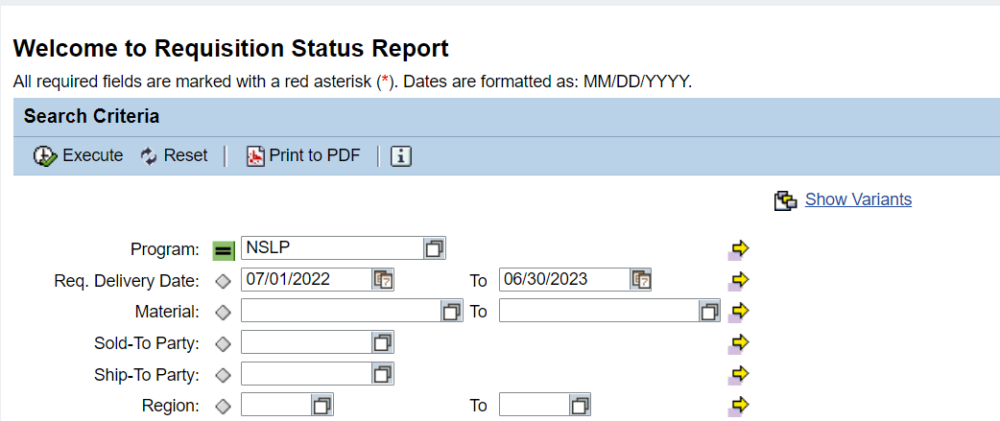 Welcome to Requisition Status Report
All required fields are marked with a red asterisk (*). Dates are formatted as: MM/DD/YYYY.
Search Criteria
Execute Reset Print to PDF
Show Variants
Program: NSLP
Req. Delivery Date: 07/01/2022 To 06/30/2023
Material: To
Sold-To Party:
Ship-To Party:
Region: To